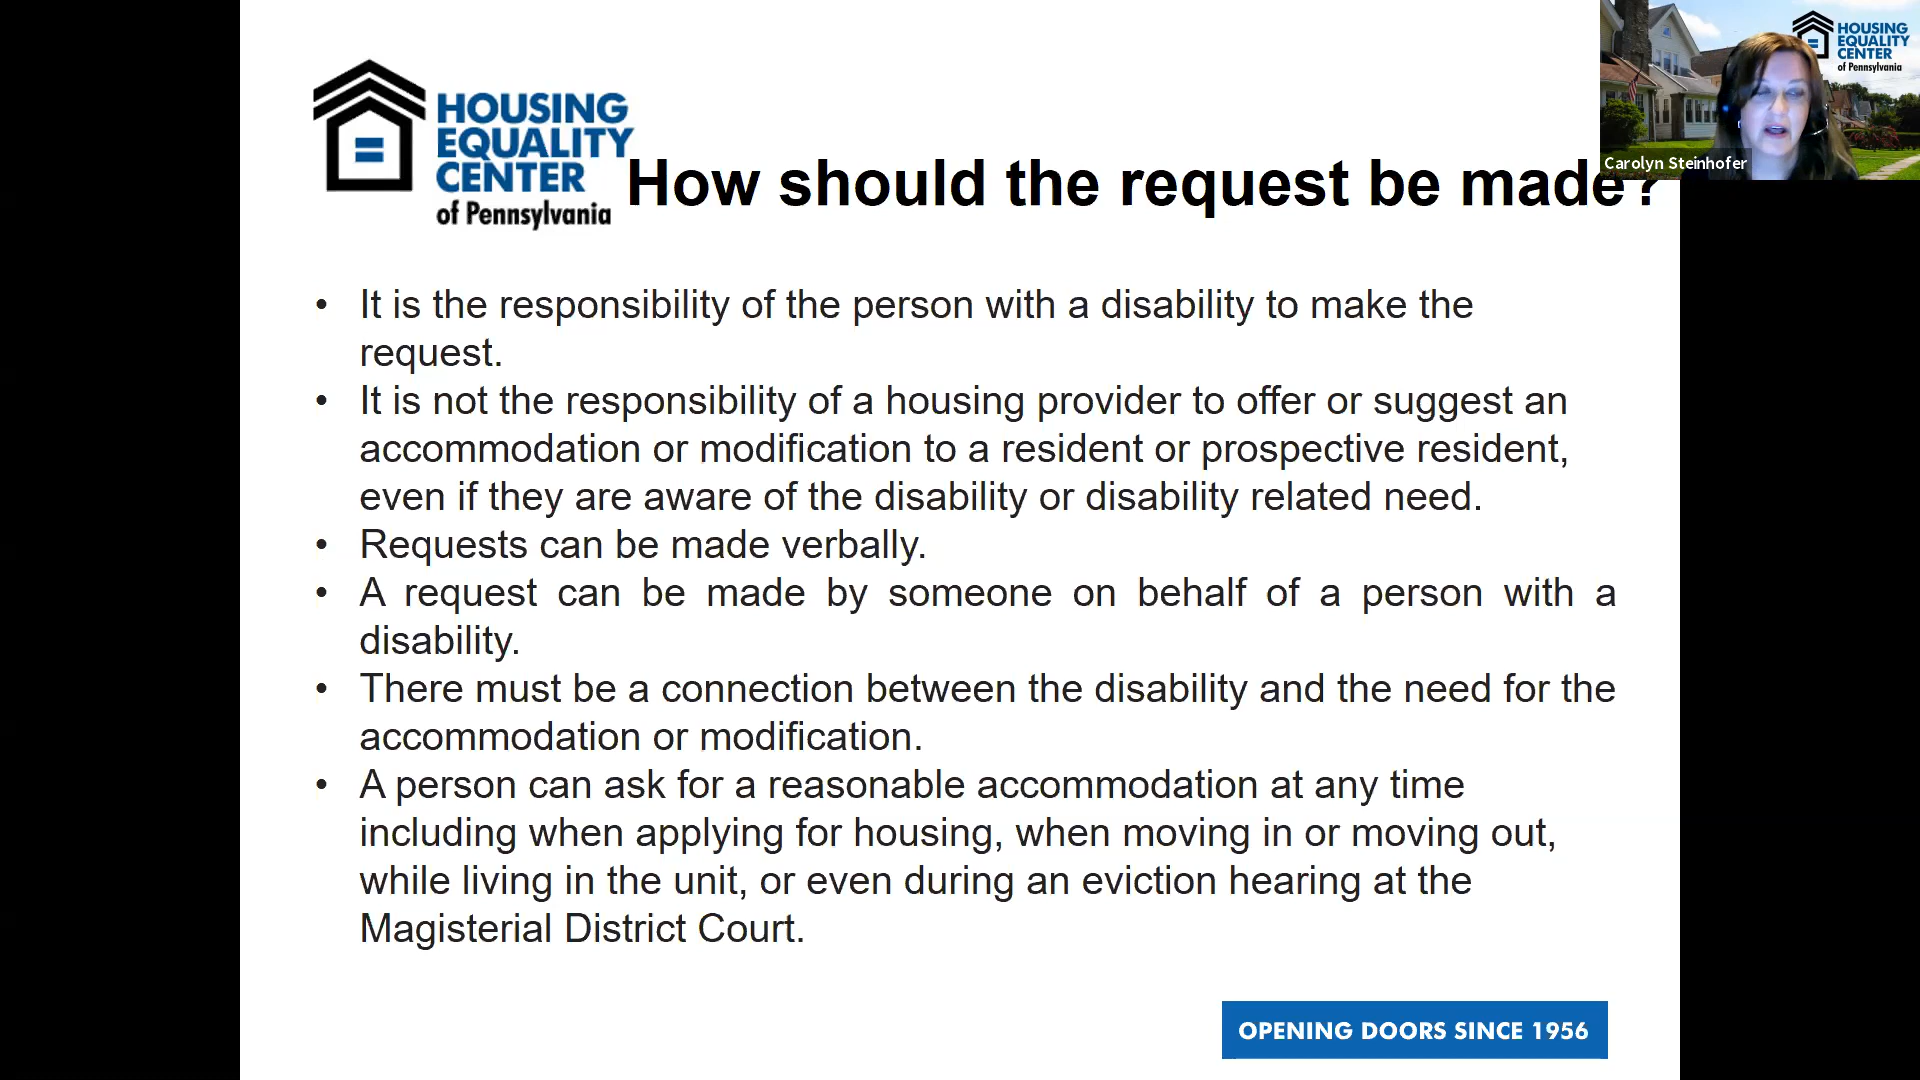 HOUSING
EQUALITY
CENTER
of Pennsylvania
How should the request be made?
• It is the responsibility of the person with a disability to make the
request.
• It is not the responsibility of a housing provider to offer or suggest an
accommodation or modification to a resident or prospective resident,
even if they are aware of the disability or disability related need.
• Requests can be made verbally.
• A request can be made by someone on behalf of a person with a
disability.
• There must be a connection between the disability and the need for the
accommodation or modification.
• A person can ask for a reasonable accommodation at any time
including when applying for housing, when moving in or moving out,
while living in the unit, or even during an eviction hearing at the
Magisterial District Court.
OPENING DOORS SINCE 1956
HOUSING
EQUALITY
CENTER
of Pennsylvania
Carolyn Steinhofer